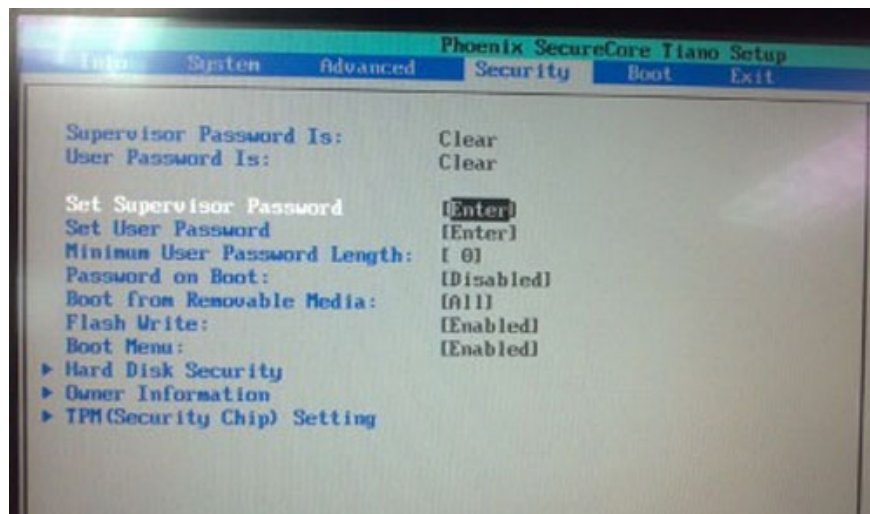 Phoenix SecureCore Tiano Setup
Info System Advanced Security Boot Exit
Supervisor Password Is: Clear
User Password Is: Clear
Set Supervisor Password [Enter]
Set User Password [Enter]
Minimum User Password Length: [ 0]
Password on Boot: [Disabled]
Boot from Removable Media: [All]
Flash Write: [Enabled]
Boot Menu: [Enabled]
▶ Hard Disk Security
▶ Owner Information
▶ TPM(Security Chip) Setting